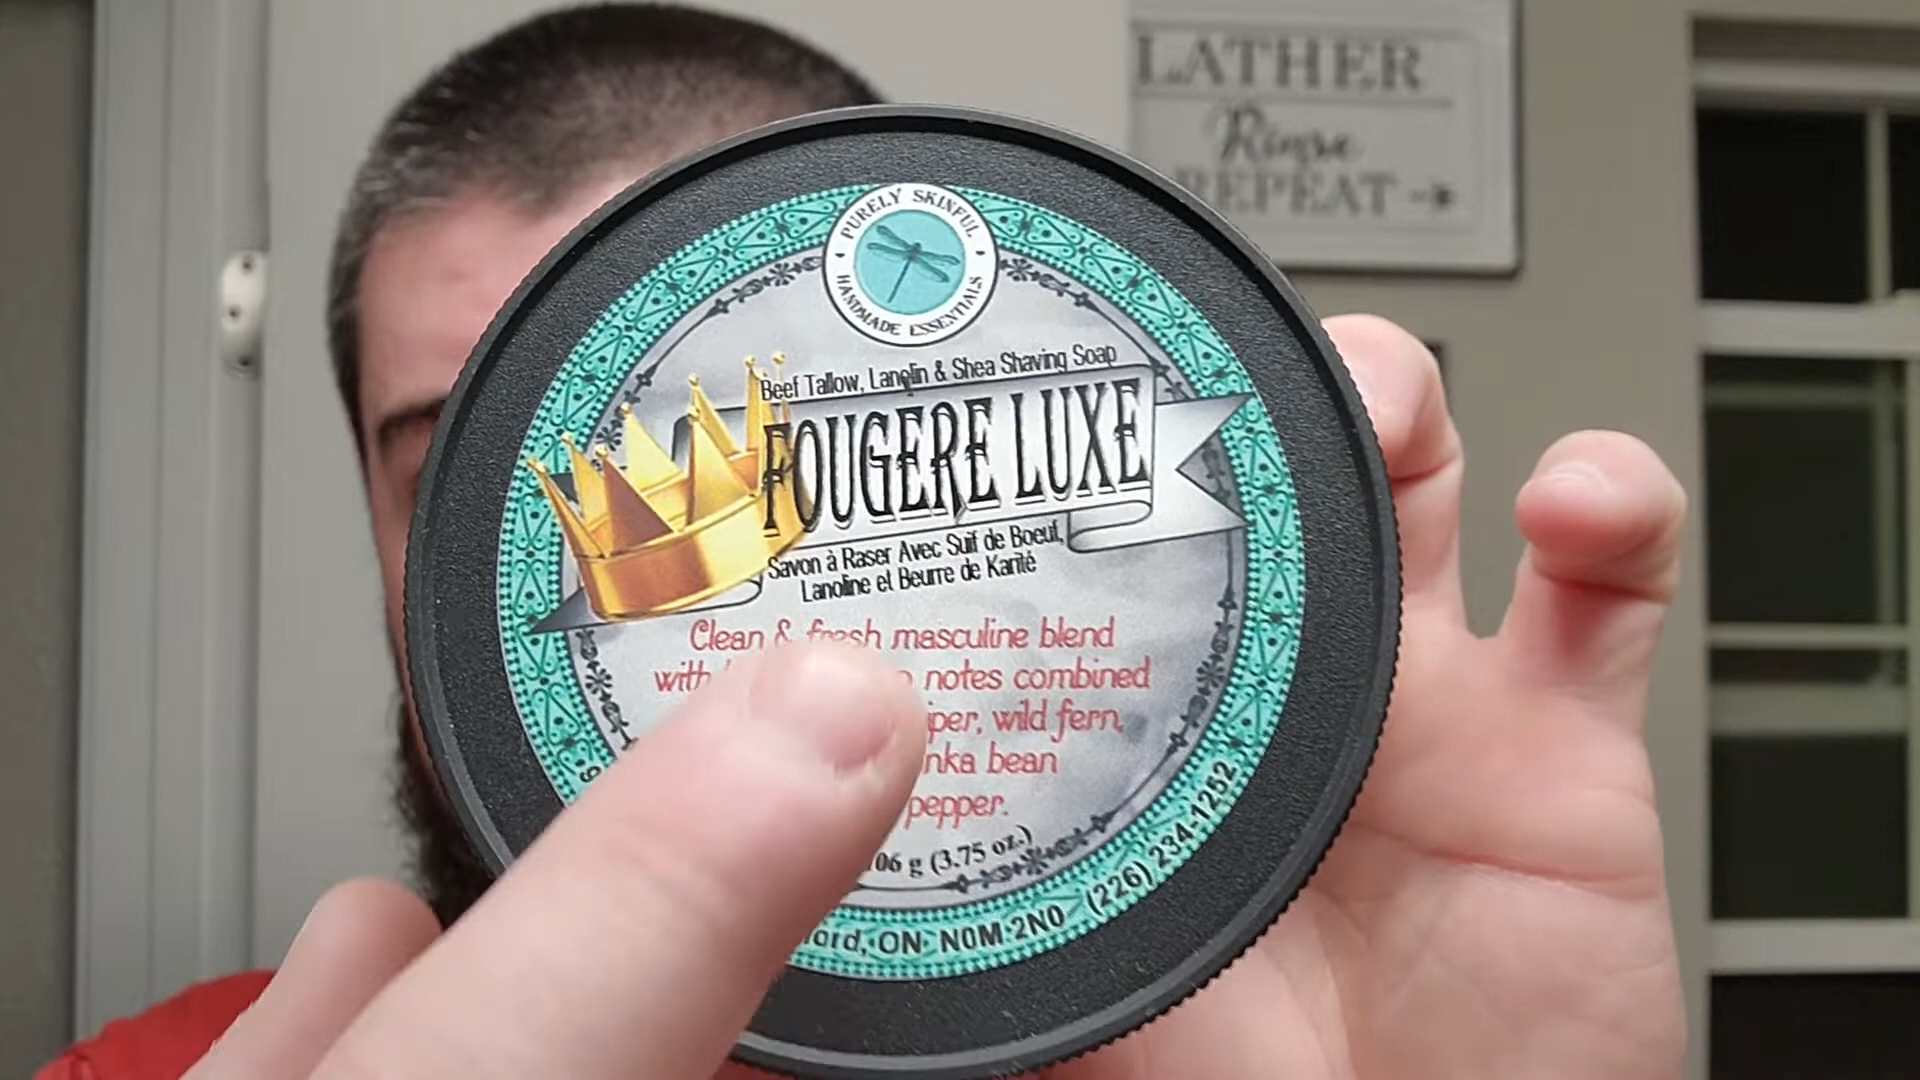 LATHER
Rinse
REPEAT
PURELY SKINFUL
HANDMADE ESSENTIALS
Beef Tallow, Lanolin & Shea Shaving Soap
FOUGERE LUXE
Savon à Raser Avec Suif de Boeuf,
Lanoline et Beurre de Karité
Clean & fresh masculine blend
with notes combined
wild fern,
bean
pepper.
g (3.75 oz.)
ON N0M 2N0 (226) 234-1252